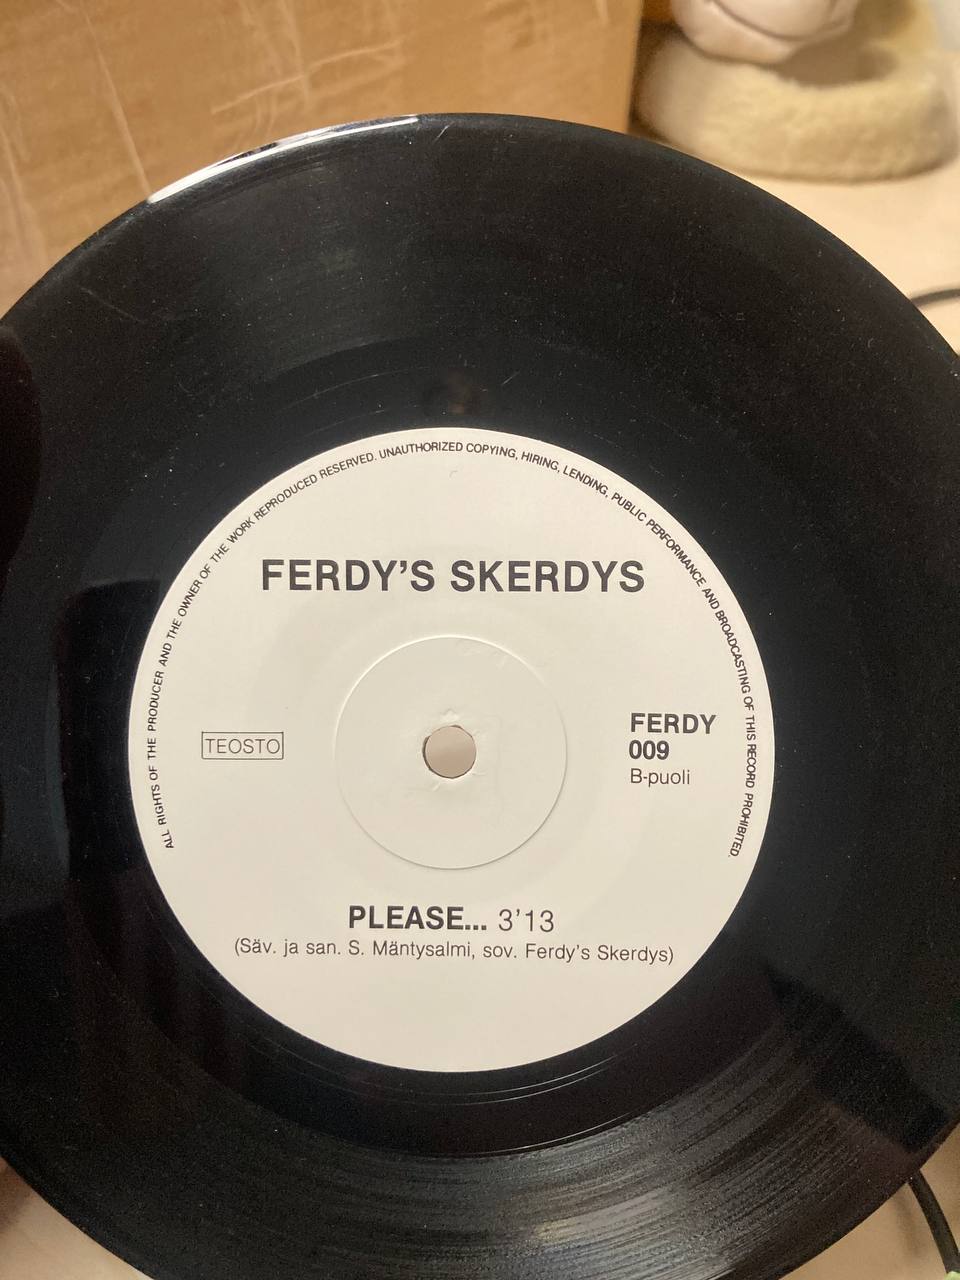 ALL RIGHTS OF THE PRODUCER AND THE OWNER OF THE WORK REPRODUCED RESERVED. UNAUTHORIZED COPYING, HIRING, LENDING, PUBLIC PERFORMANCE AND BROADCASTING OF THIS RECORD PROHIBITED.
FERDY'S SKERDYS
TEOSTO
FERDY
009
B-puoli
PLEASE... 3'13
(Säv. ja san. S. Mäntysalmi, sov. Ferdy's Skerdys)